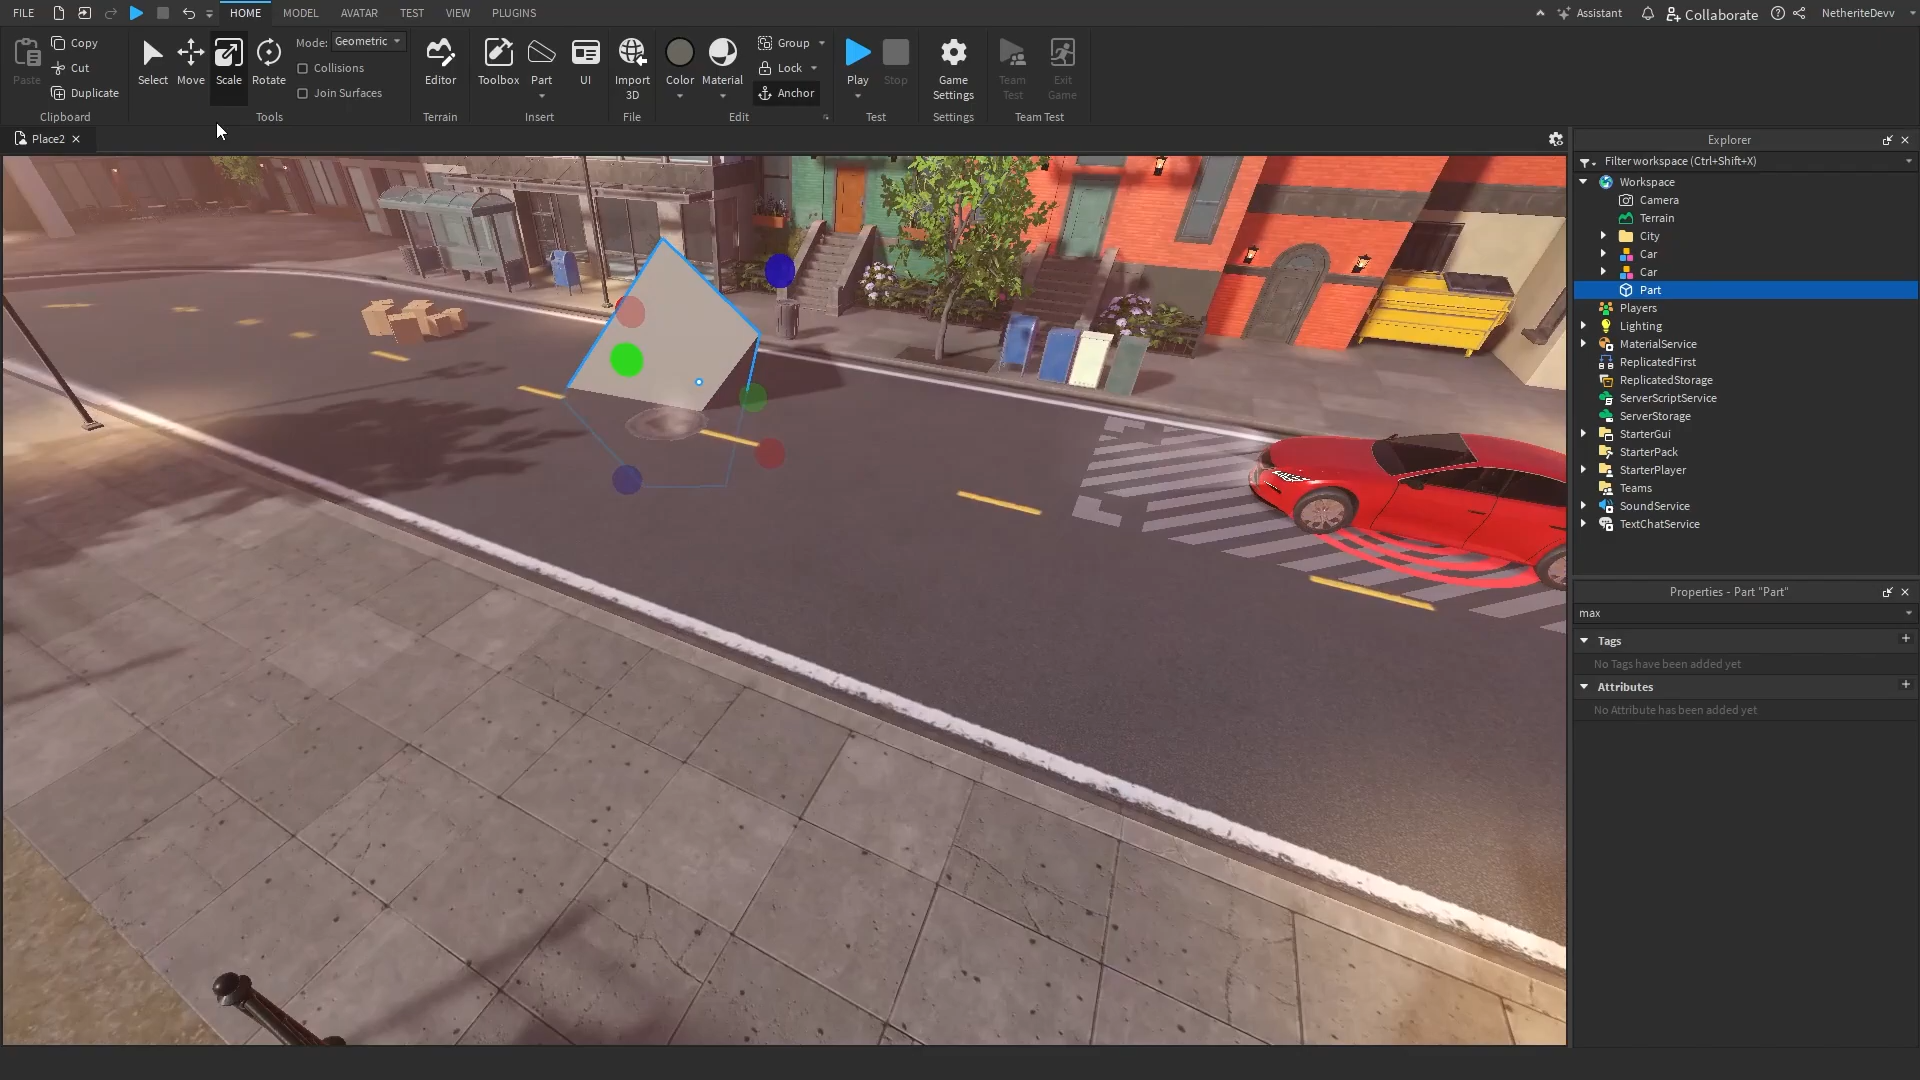 FILE HOME MODEL AVATAR TEST VIEW PLUGINS Assistant Collaborate NetheriteDevv
Paste Copy Cut Duplicate
Clipboard
Select Move Scale Rotate Mode: Geometric
Collisions
Join Surfaces
Tools
Editor
Terrain
Toolbox Part UI
Insert
Import 3D
File
Color Material Group Lock Anchor
Edit
Play Stop
Test
Game Settings
Settings
Team Test Exit Game
Team Test
Place2
Explorer
Filter workspace (Ctrl+Shift+X)
Workspace
Camera
Terrain
City
Car
Car
Part
Players
Lighting
MaterialService
ReplicatedFirst
ReplicatedStorage
ServerScriptService
ServerStorage
StarterGui
StarterPack
StarterPlayer
Teams
SoundService
TextChatService
Properties - Part "Part"
max
Tags
No Tags have been added yet
Attributes
No Attribute has been added yet